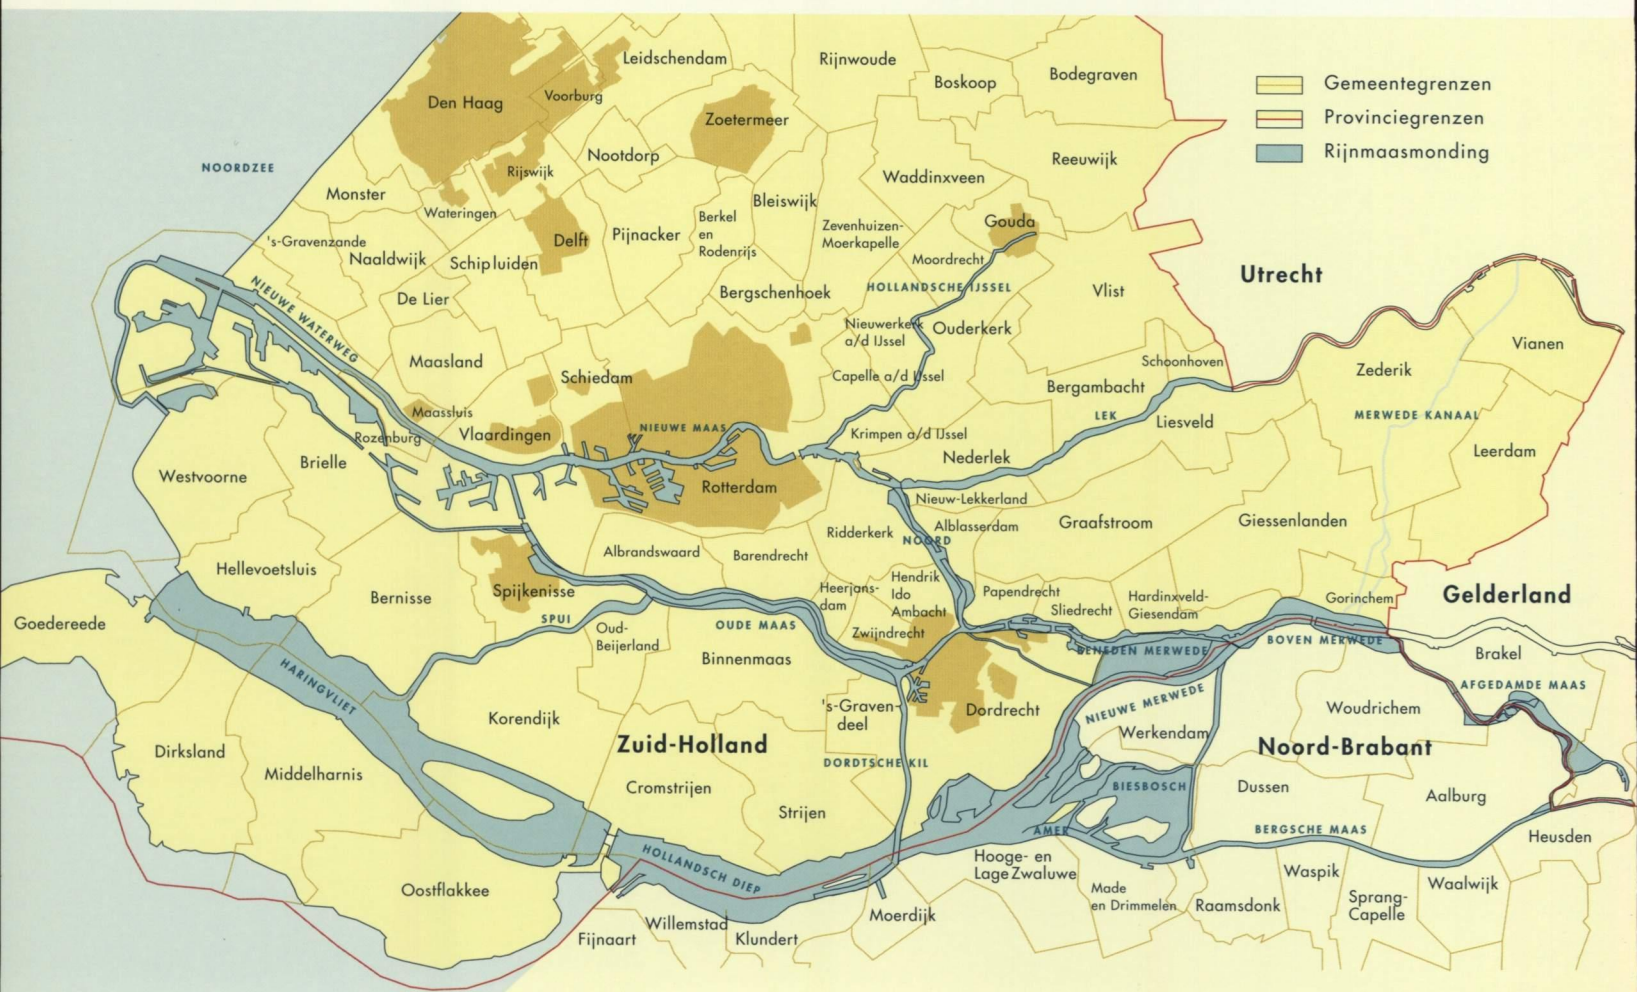 Gemeentegrenzen
Provinciegrenzen
Rijnmaasmonding
Leidschendam
Rijnwoude
Boskoop
Bodegraven
Den Haag
Voorburg
Zoetermeer
NOORDZEE
Nootdorp
Rijswijk
Reeuwijk
Waddinxveen
Monster
Wateringen
Bleiswijk
Berkel
en
Rodenrijs
Gouda
's-Gravenzande
Naaldwijk
Delft
Pijnacker
Zevenhuizen-
Moerkapelle
Schipluiden
Moordrecht
Utrecht
NIEUWE WATERWEG
De Lier
Bergschenhoek
HOLLANDSCHE IJSSEL
Vlist
Nieuwerkerk
a/d IJssel
Ouderkerk
Vianen
Maasland
Schoonhoven
Zederik
Schiedam
Capelle a/d IJssel
Bergambacht
Maassluis
LEK
Liesveld
MERWEDE KANAAL
Rozenburg
Vlaardingen
NIEUWE MAAS
Krimpen a/d IJssel
Leerdam
Westvoorne
Brielle
Nederlek
Rotterdam
Nieuw-Lekkerland
Ridderkerk
Alblasserdam
Graafstroom
Giessenlanden
NOORD
Albrandswaard
Barendrecht
Hellevoetsluis
Bernisse
Spijkenisse
Heerjans-
dam
Hendrik
Ido
Ambacht
Papendrecht
Sliedrecht
Hardinxveld-
Giesendam
Gorinchem
Gelderland
Goedereede
SPUI
Oud-
Beijerland
OUDE MAAS
Zwijndrecht
BENEDEN MERWEDE
BOVEN MERWEDE
Brakel
Binnenmaas
AFGEDAMDE MAAS
HARINGVLIET
's-Graven-
deel
Dordrecht
NIEUWE MERWEDE
Woudrichem
Korendijk
Werkendam
Zuid-Holland
Noord-Brabant
Dirksland
Middelharnis
DORDTSCHE KIL
Cromstrijen
BIESBOSCH
Dussen
Aalburg
Strijen
AMER
BERGSCHE MAAS
Heusden
HOLLANDSCH DIEP
Hooge- en
Lage Zwaluwe
Waspik
Oostflakkee
Made
en Drimmelen
Raamsdonk
Sprang-
Capelle
Waalwijk
Willemstad
Moerdijk
Fijnaart
Klundert